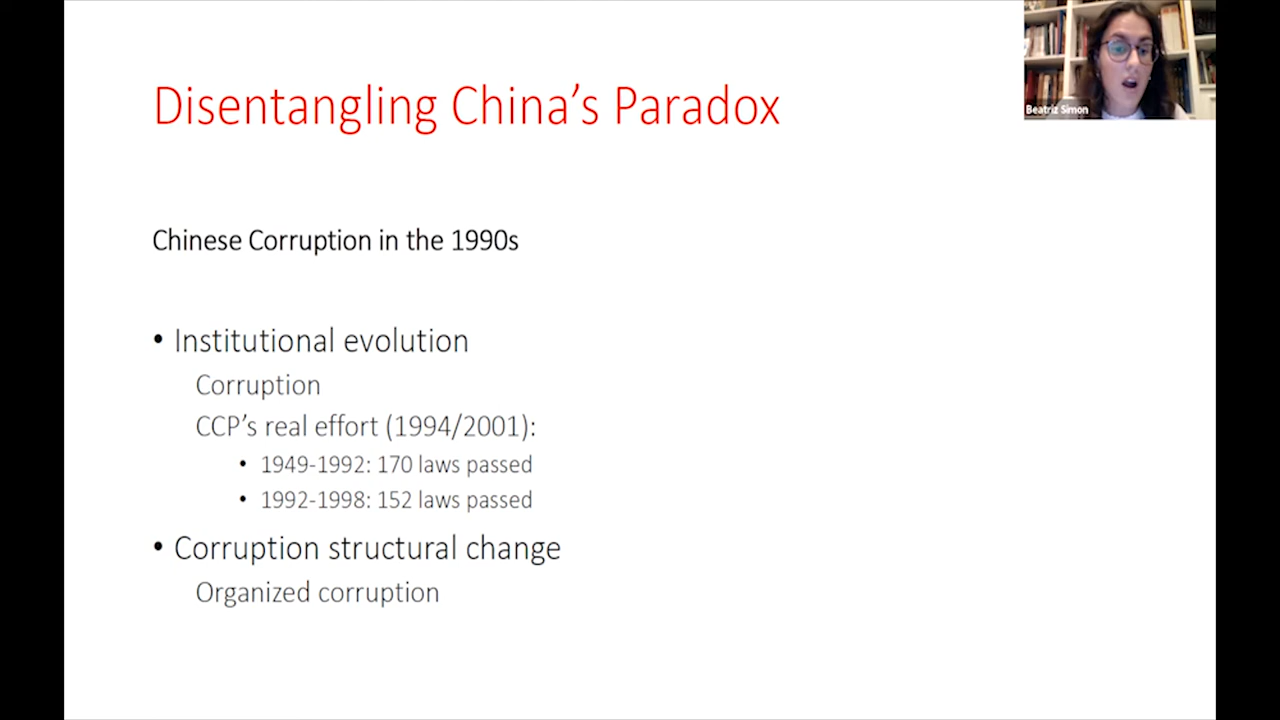 Disentangling China's Paradox
Beatriz Simon
Chinese Corruption in the 1990s
• Institutional evolution
Corruption
CCP's real effort (1994/2001):
• 1949-1992: 170 laws passed
• 1992-1998: 152 laws passed
• Corruption structural change
Organized corruption